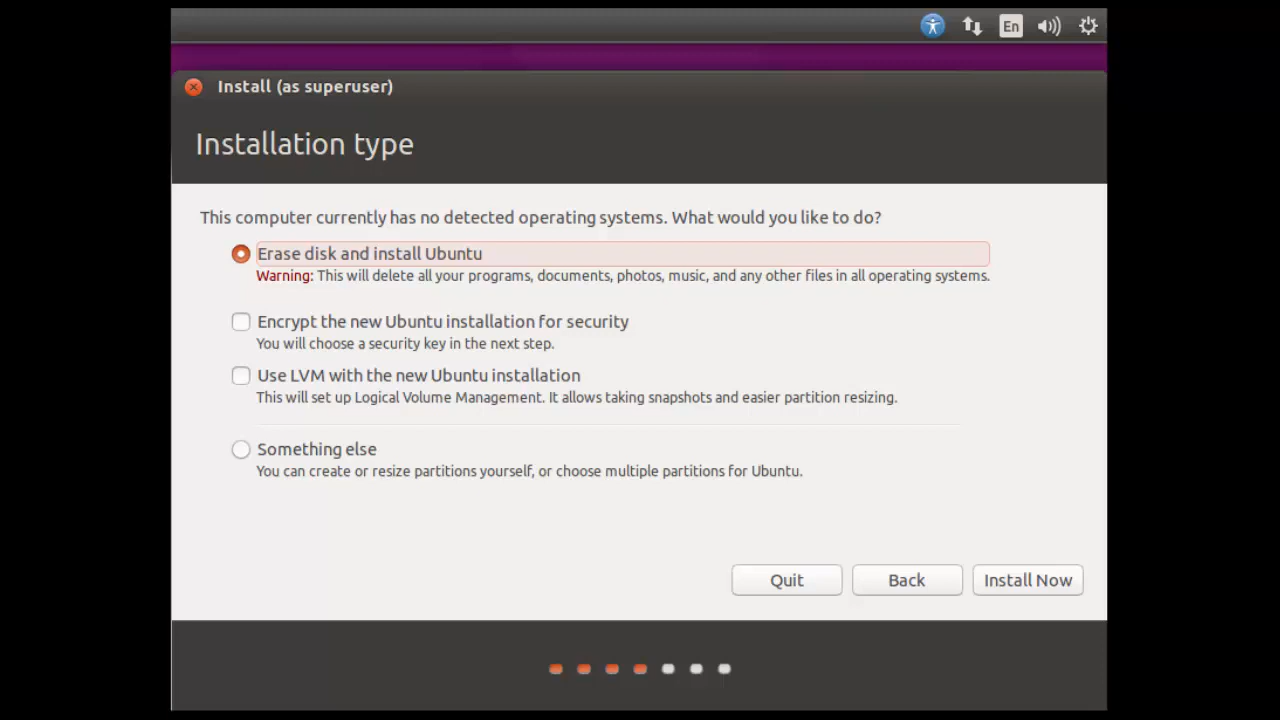 En
Install (as superuser)
Installation type
This computer currently has no detected operating systems. What would you like to do?
Erase disk and install Ubuntu
Warning: This will delete all your programs, documents, photos, music, and any other files in all operating systems.
Encrypt the new Ubuntu installation for security
You will choose a security key in the next step.
Use LVM with the new Ubuntu installation
This will set up Logical Volume Management. It allows taking snapshots and easier partition resizing.
Something else
You can create or resize partitions yourself, or choose multiple partitions for Ubuntu.
Quit Back Install Now